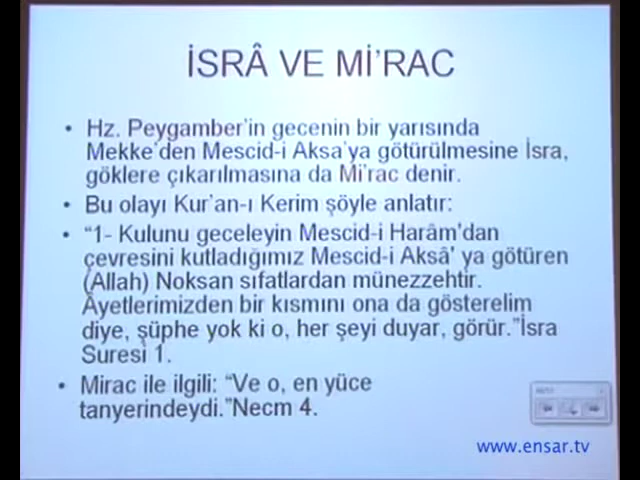 İSRÂ VE Mİ'RAC
• Hz. Peygamber'in gecenin bir yarısında
Mekke'den Mescid-i Aksa'ya götürülmesine İsra,
göklere çıkarılmasına da Mi'rac denir.
• Bu olayı Kur'an-ı Kerim şöyle anlatır:
• "1- Kulunu geceleyin Mescid-i Harâm'dan
çevresini kutladığımız Mescid-i Aksâ' ya götüren
(Allah) Noksan sıfatlardan münezzehtir.
Âyetlerimizden bir kısmını ona da gösterelim
diye, şüphe yok ki o, her şeyi duyar, görür."İsra
Suresi 1.
• Mirac ile ilgili: "Ve o, en yüce
tanyerindeydi."Necm 4.
www.ensar.tv